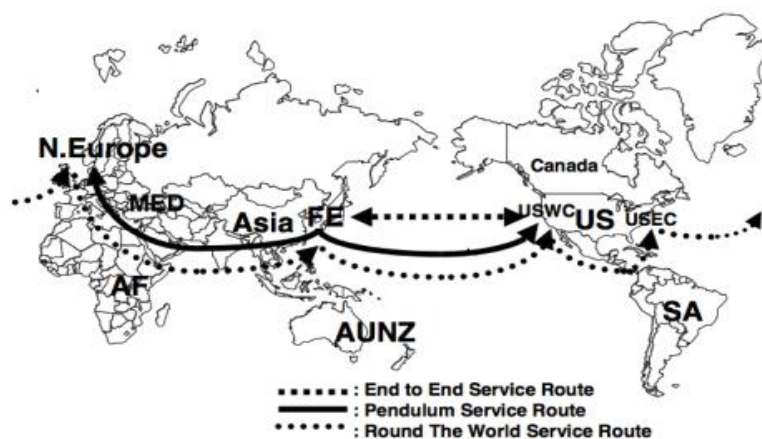 N.Europe
Canada
MED
Asia FE
USWC US USEC
AF
SA
AUNZ
: End to End Service Route
: Pendulum Service Route
: Round The World Service Route